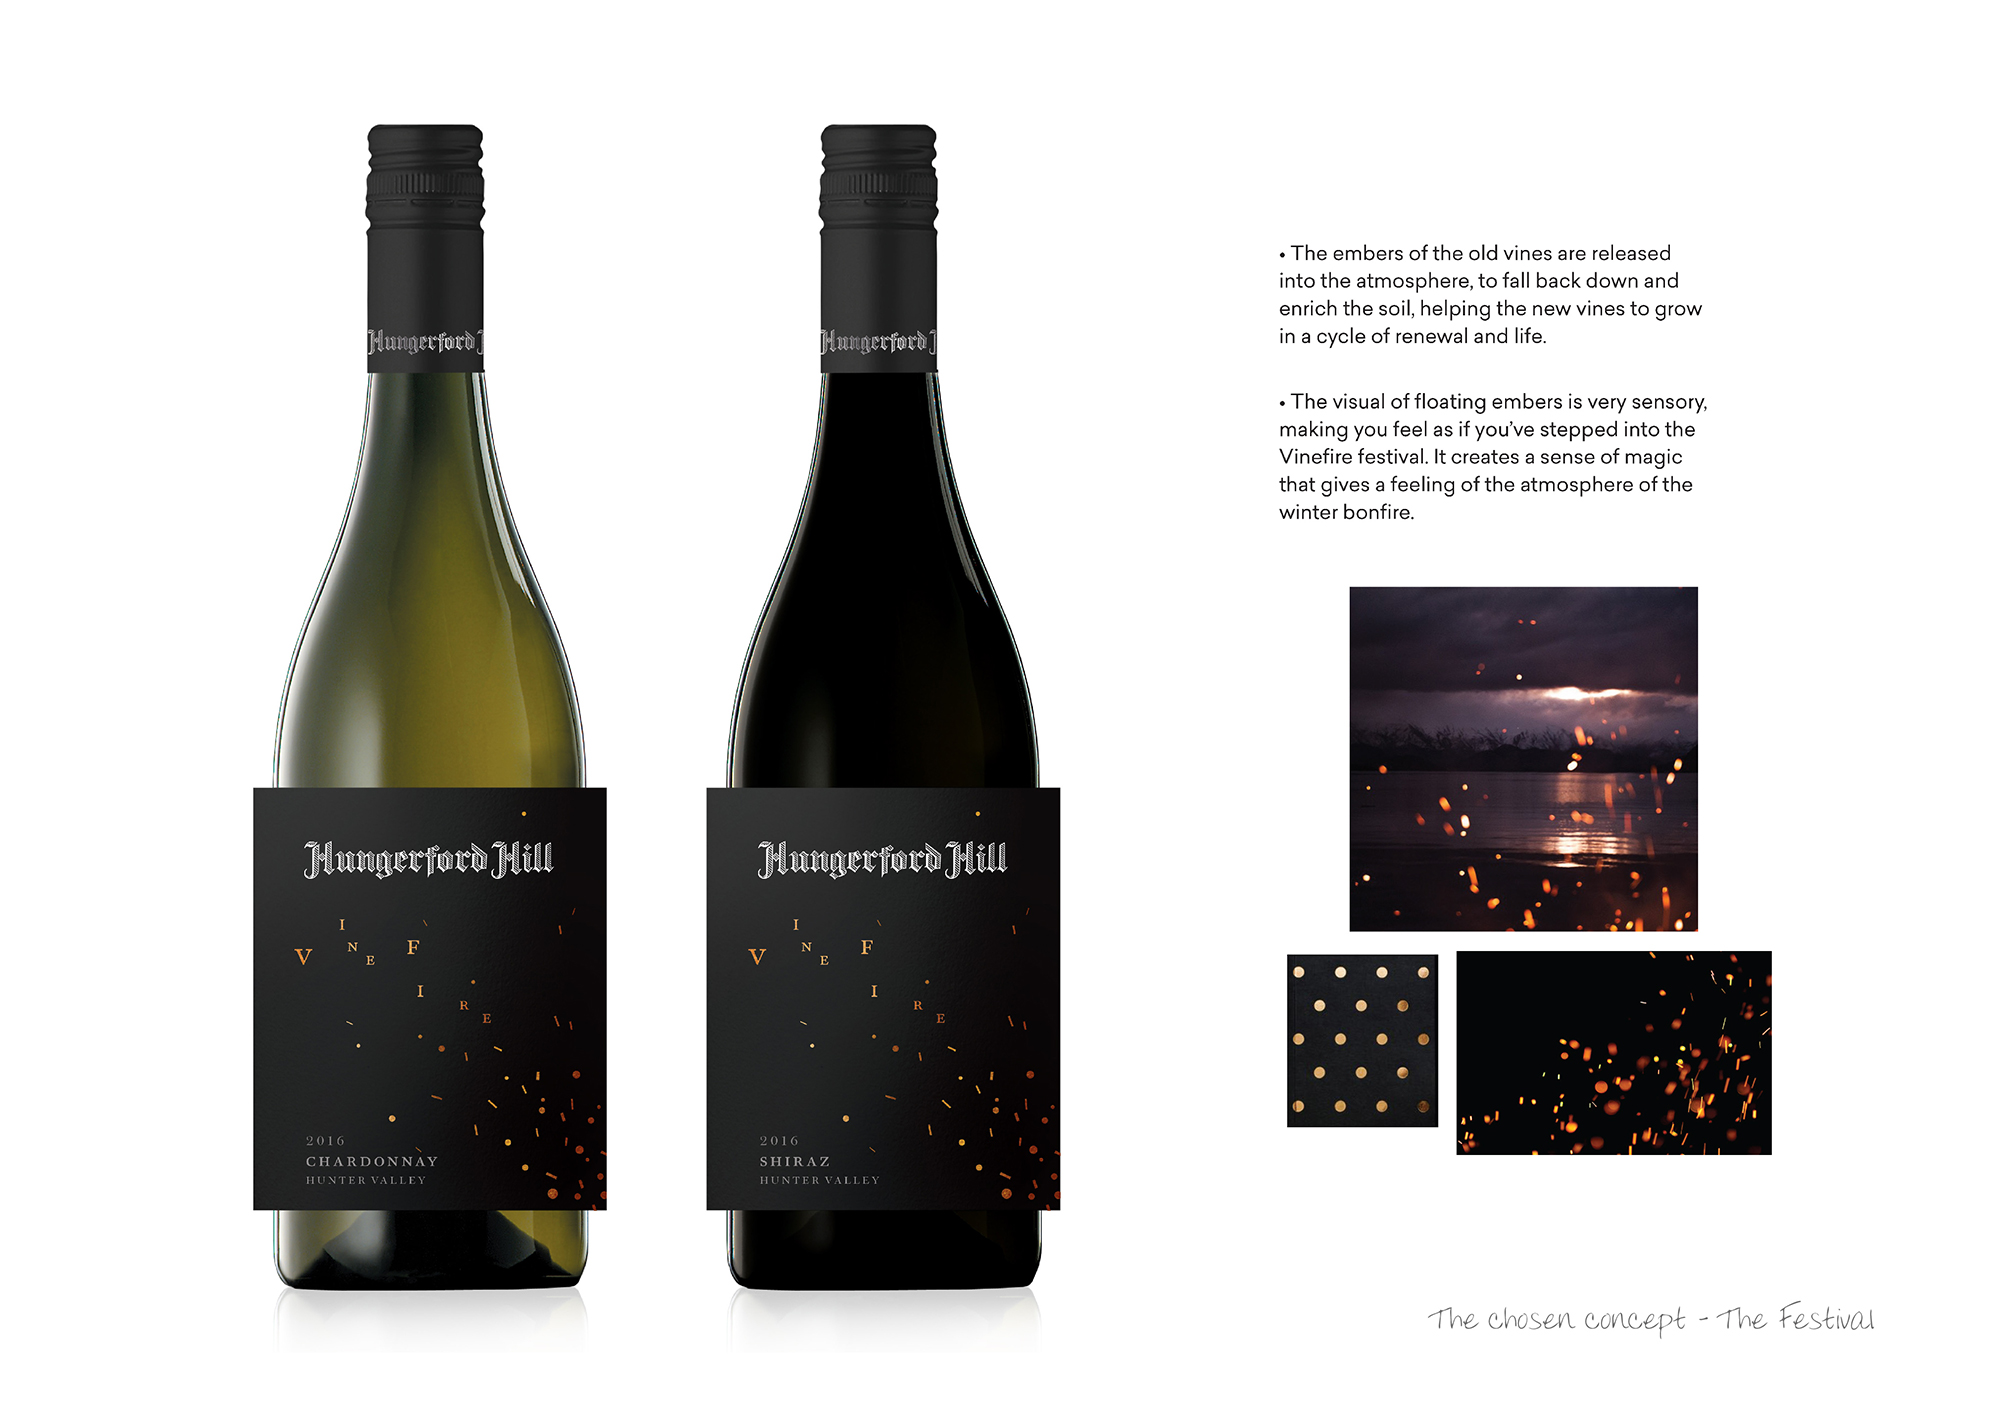 Hungerford
Hungerford Hill
VINE FIRE
2016
CHARDONNAY
HUNTER VALLEY
Hungerford
Hungerford Hill
VINE FIRE
2016
SHIRAZ
HUNTER VALLEY
• The embers of the old vines are released
into the atmosphere, to fall back down and
enrich the soil, helping the new vines to grow
in a cycle of renewal and life.
• The visual of floating embers is very sensory,
making you feel as if you’ve stepped into the
Vinefire festival. It creates a sense of magic
that gives a feeling of the atmosphere of the
winter bonfire.
The chosen concept - The Festival